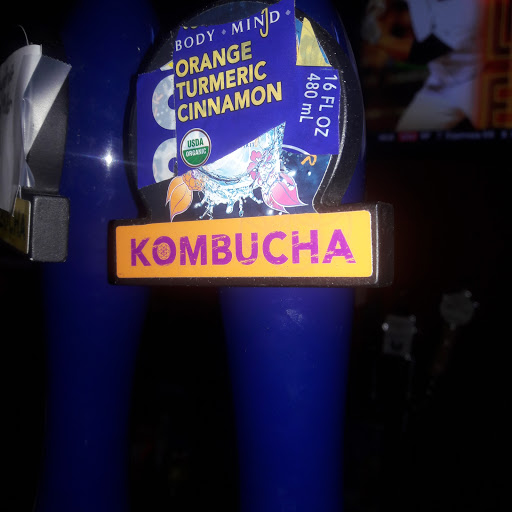 BODY • MIND •
ORANGE
TURMERIC
CINNAMON
16 FL OZ
480 mL
USDA
ORGANIC
KOMBUCHA